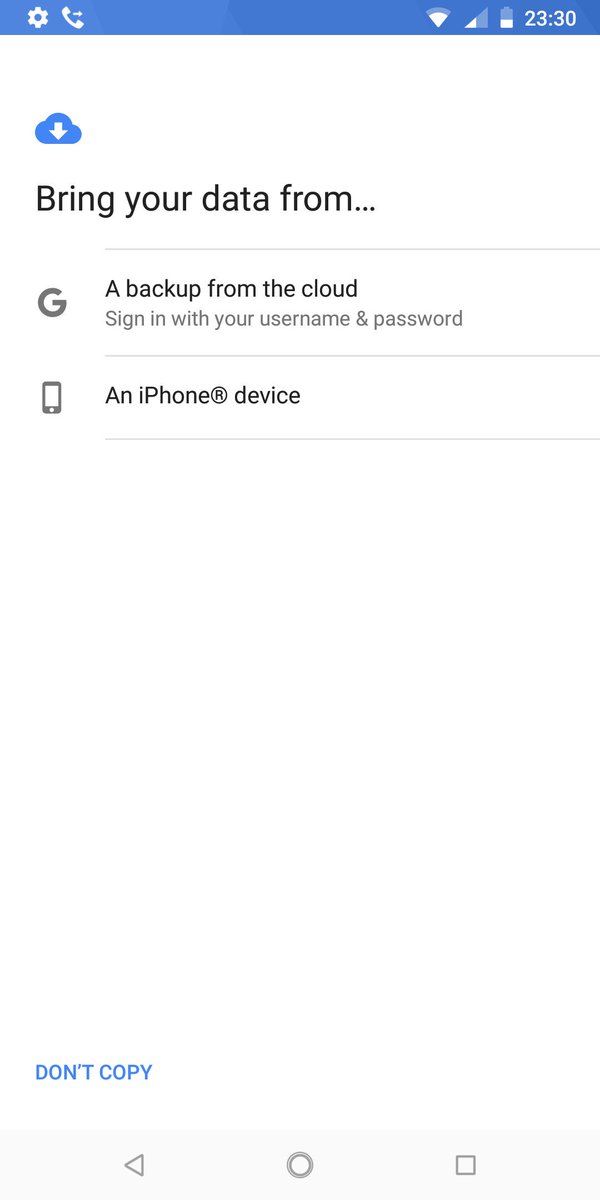 23:30
Bring your data from…
A backup from the cloud
Sign in with your username & password
An iPhone® device
DON’T COPY